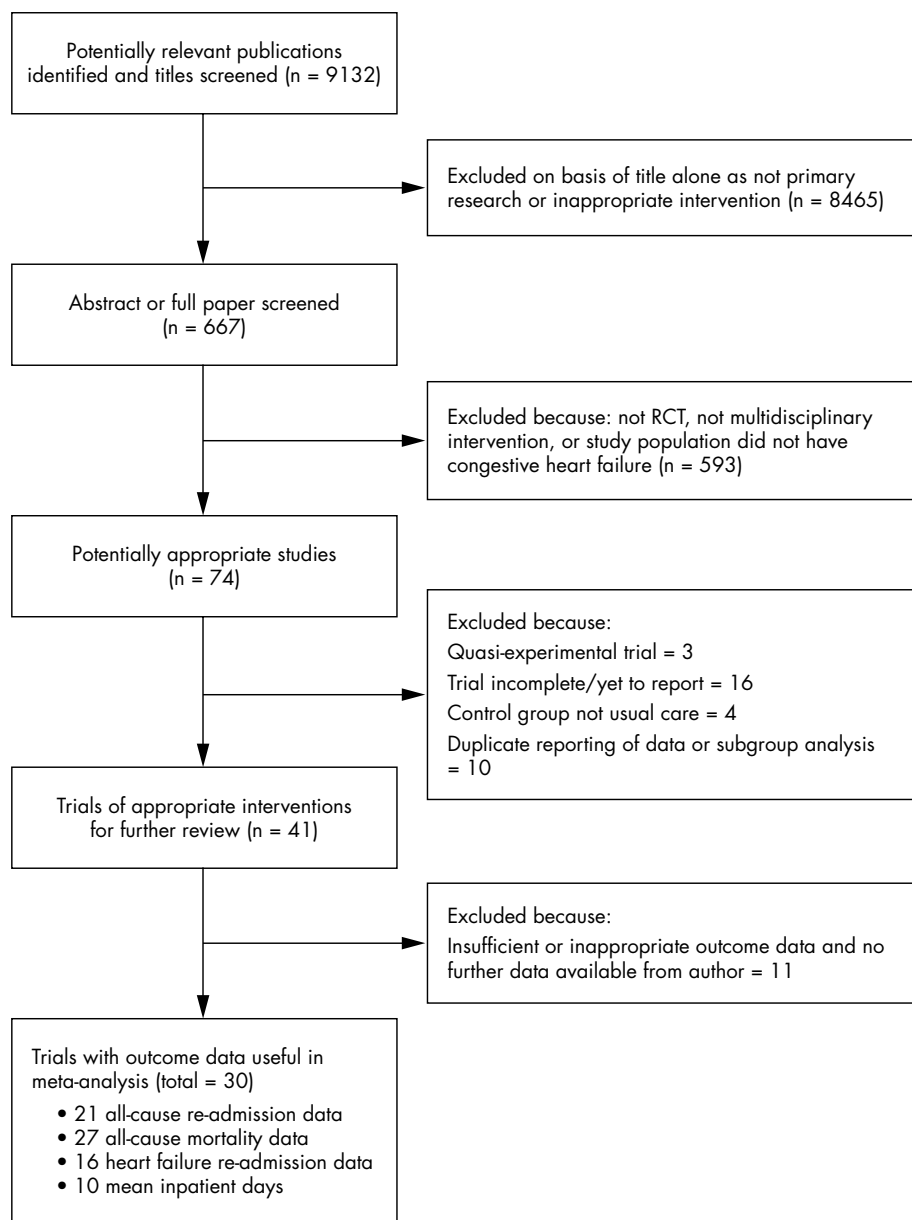 Potentially relevant publications
identified and titles screened (n = 9132)
Excluded on basis of title alone as not primary
research or inappropriate intervention (n = 8465)
Abstract or full paper screened
(n = 667)
Excluded because: not RCT, not multidisciplinary
intervention, or study population did not have
congestive heart failure (n = 593)
Potentially appropriate studies
(n = 74)
Excluded because:
Quasi-experimental trial = 3
Trial incomplete/yet to report = 16
Control group not usual care = 4
Duplicate reporting of data or subgroup analysis
= 10
Trials of appropriate interventions
for further review (n = 41)
Excluded because:
Insufficient or inappropriate outcome data and no
further data available from author = 11
Trials with outcome data useful in
meta-analysis (total = 30)
• 21 all-cause re-admission data
• 27 all-cause mortality data
• 16 heart failure re-admission data
• 10 mean inpatient days